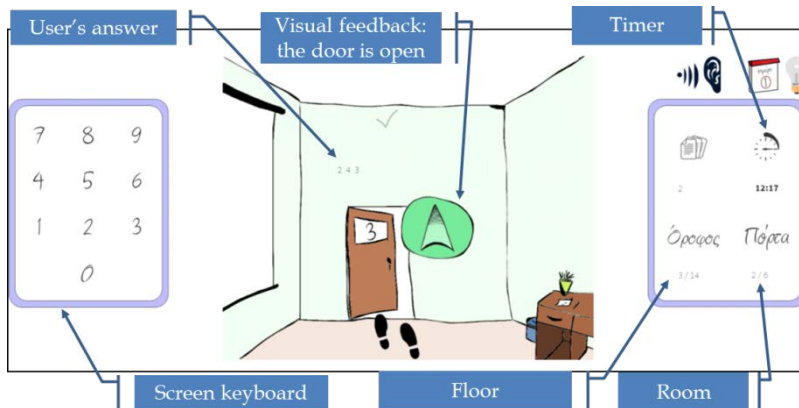 User's answer
Visual feedback:
the door is open
Timer
7 8 9
4 5 6
1 2 3
0
2 4 3
3
2
12:17
Όροφος Πόρτα
3 / 14 2 / 6
Screen keyboard
Floor
Room